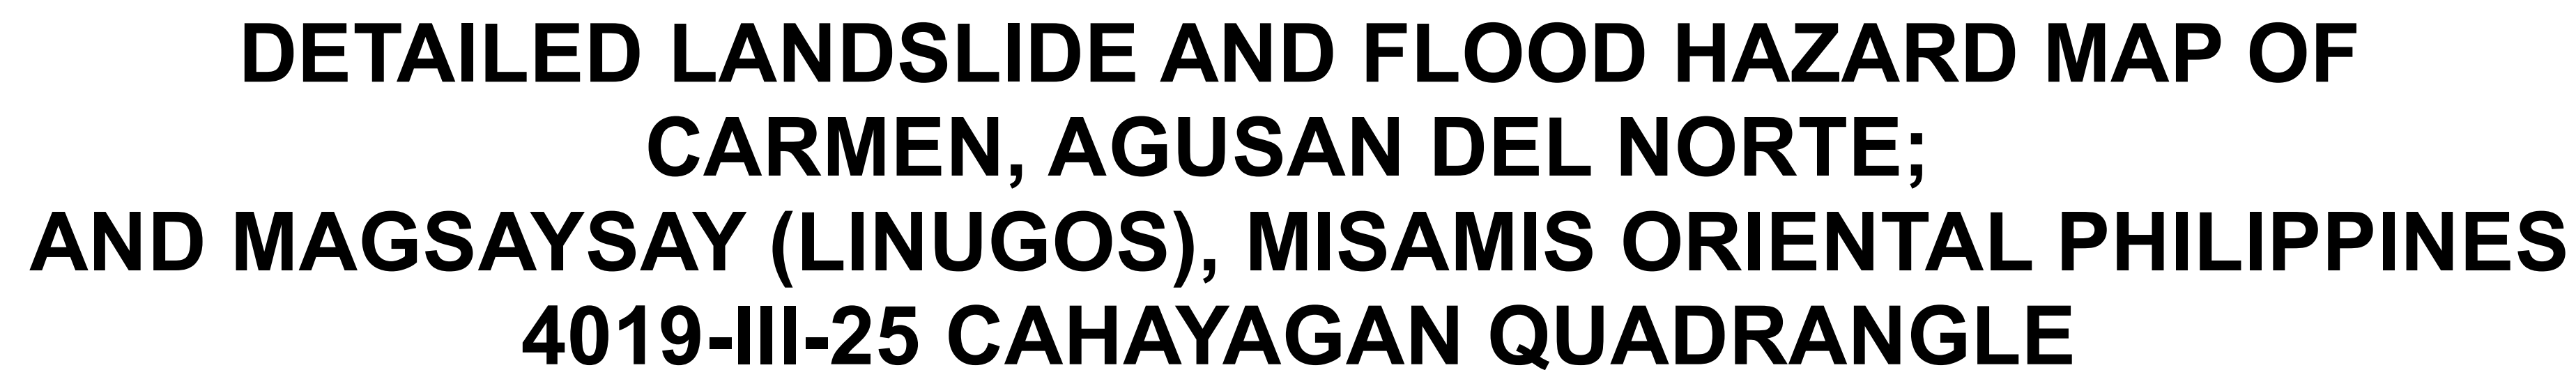 DETAILED LANDSLIDE AND FLOOD HAZARD MAP OF
CARMEN, AGUSAN DEL NORTE;
AND MAGSAYSAY (LINUGOS), MISAMIS ORIENTAL PHILIPPINES
4019-III-25 CAHAYAGAN QUADRANGLE